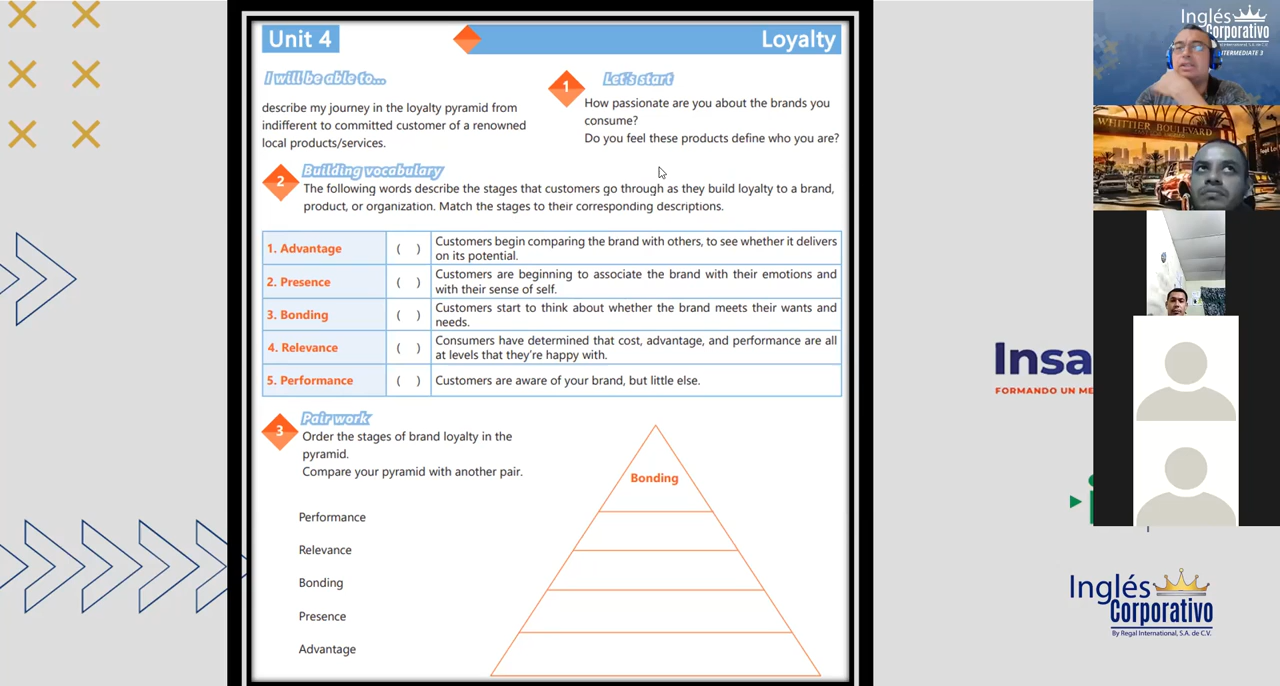 Unit 4
Loyalty
I will be able to...
describe my journey in the loyalty pyramid from
indifferent to committed customer of a renowned
local products/services.
1
Let's start
How passionate are you about the brands you
consume?
Do you feel these products define who you are?
2
Building vocabulary
The following words describe the stages that customers go through as they build loyalty to a brand,
product, or organization. Match the stages to their corresponding descriptions.
1. Advantage ( ) Customers begin comparing the brand with others, to see whether it delivers
on its potential.
2. Presence ( ) Customers are beginning to associate the brand with their emotions and
with their sense of self.
3. Bonding ( ) Customers start to think about whether the brand meets their wants and
needs.
4. Relevance ( ) Consumers have determined that cost, advantage, and performance are all
at levels that they're happy with.
5. Performance ( ) Customers are aware of your brand, but little else.
3
Pair work
Order the stages of brand loyalty in the
pyramid.
Compare your pyramid with another pair.
Performance
Relevance
Bonding
Presence
Advantage
Bonding
Inglés
Corporativo
By Regal International, S.A. de C.V.
INTERMEDIATE 3
WHITTIER BOULEVARD
Insa
FORMANDO UN ME
Inglés
Corporativo
By Regal International, S.A. de C.V.